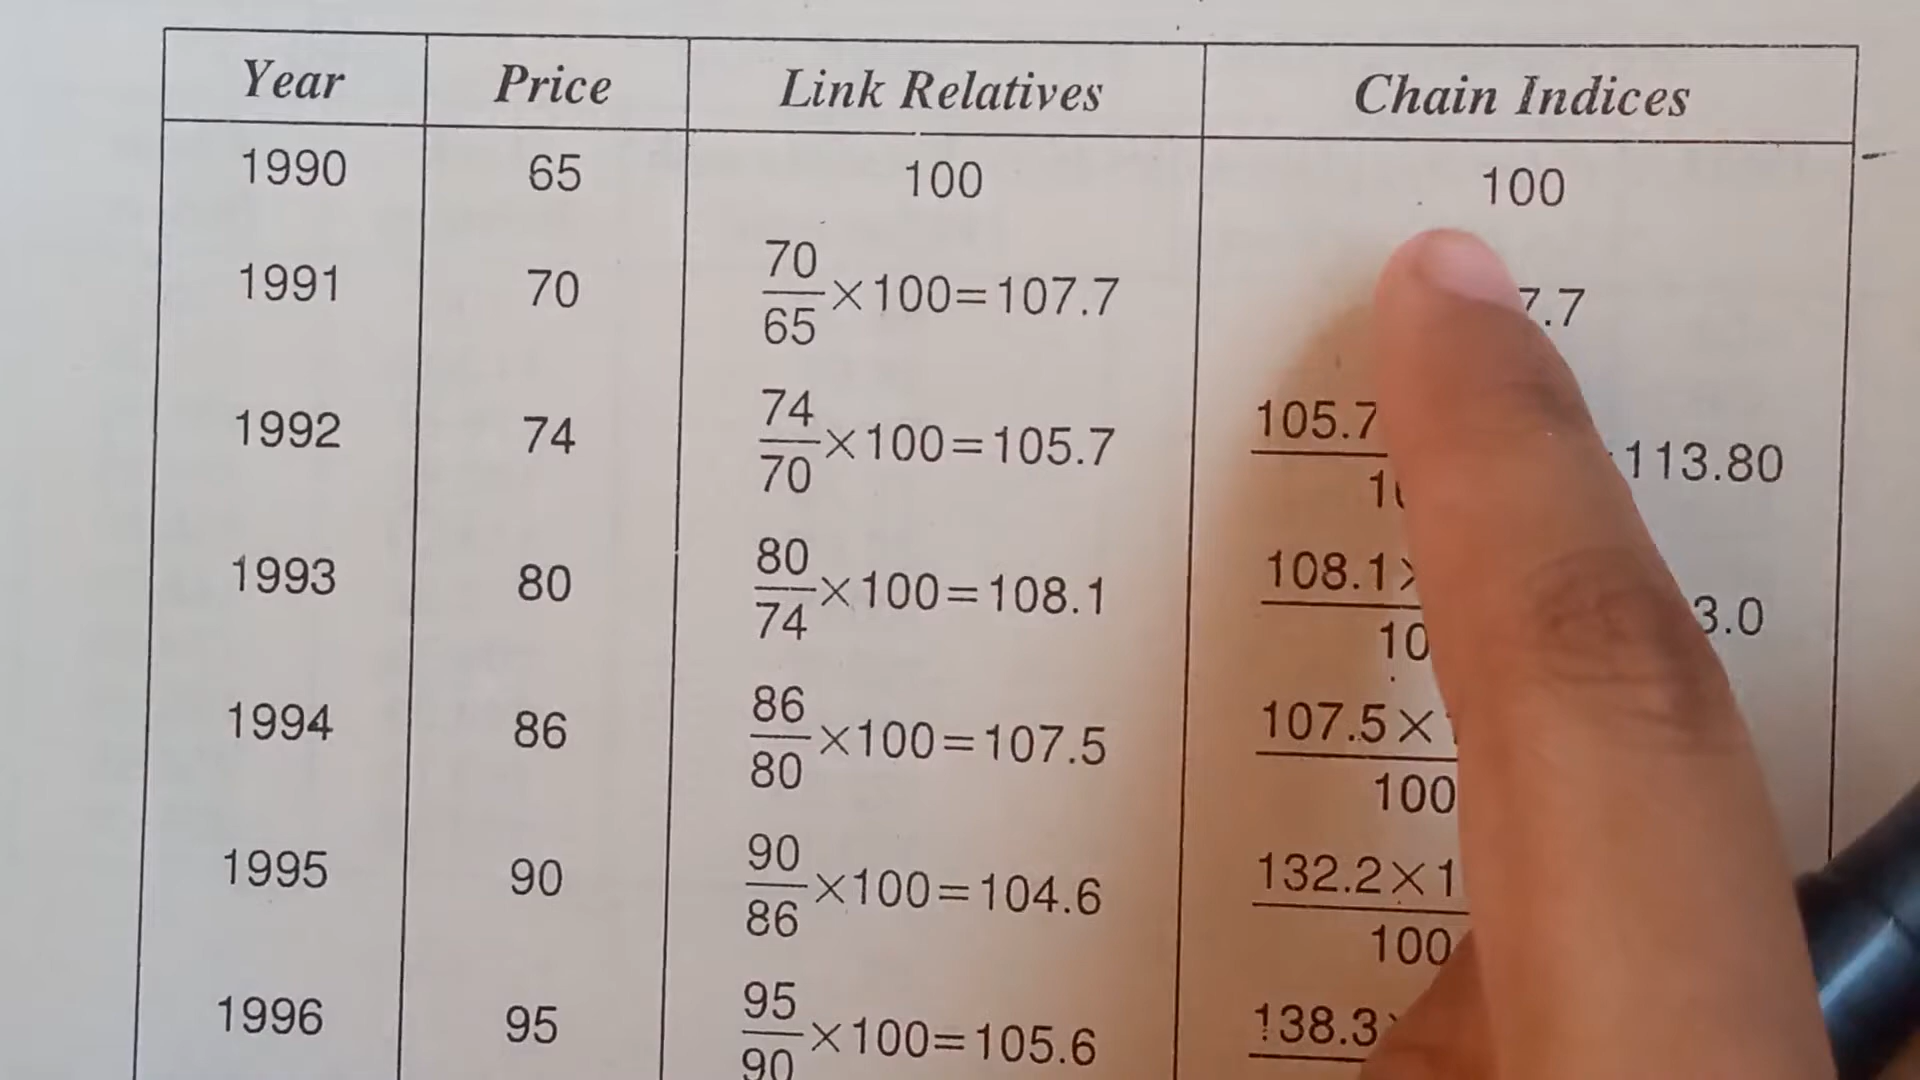 Year Price Link Relatives Chain Indices
1990 65 100 100
1991 70 70/65 ×100=107.7 7.7
1992 74 74/70 ×100=105.7 105.7 113.80
1993 80 80/74 ×100=108.1 108.1× 10 3.0
1994 86 86/80 ×100=107.5 107.5× /100
1995 90 90/86 ×100=104.6 132.2×1 /100
1996 95 95/90 ×100=105.6 138.3